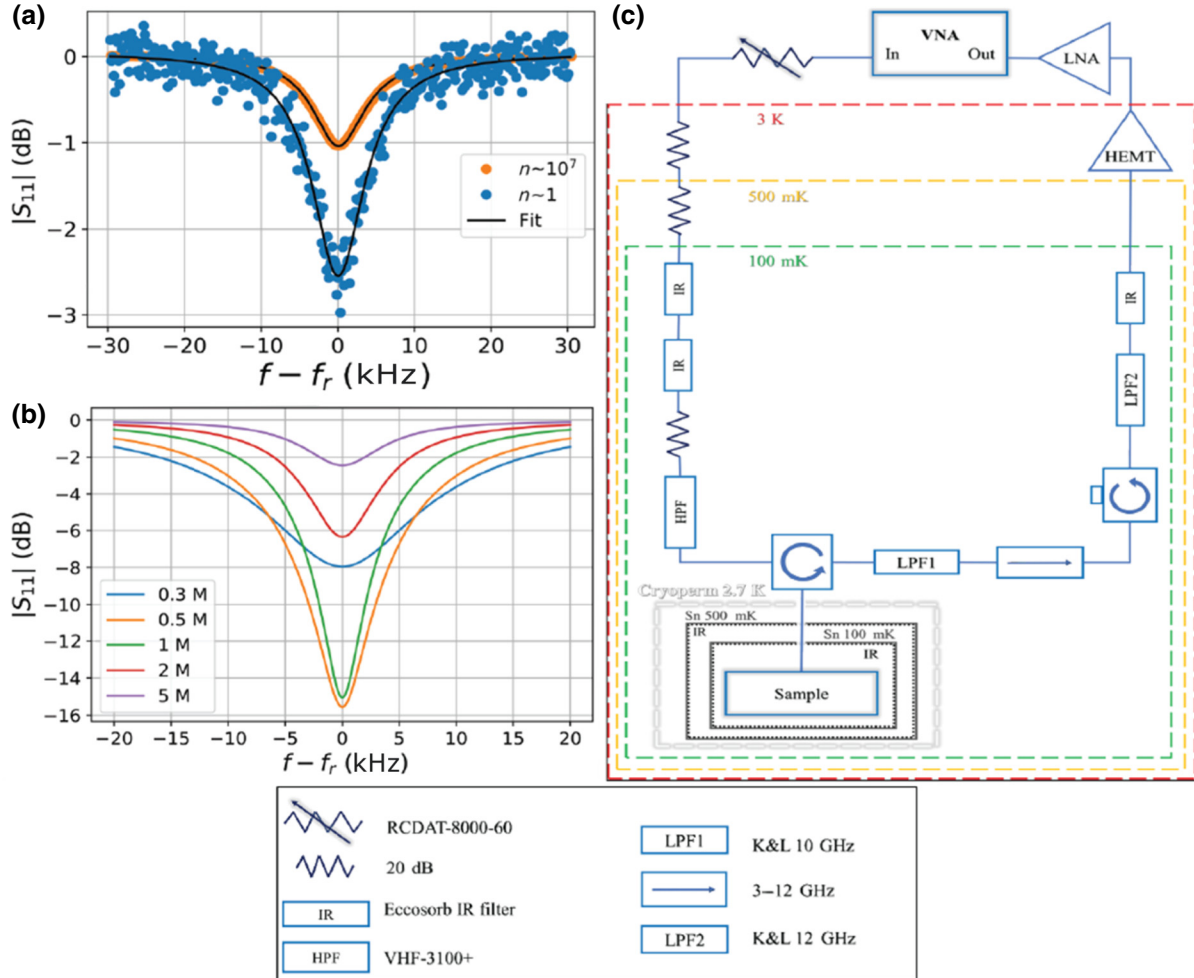 (a)
0
−1
−2
−3
|S11| (dB)
n~10⁷
n~1
Fit
−30 −20 −10 0 10 20 30
f − fr (kHz)
(b)
0
−2
−4
−6
−8
−10
−12
−14
−16
|S11| (dB)
0.3 M
0.5 M
1 M
2 M
5 M
−20 −15 −10 −5 0 5 10 15 20
f − fr (kHz)
(c)
VNA
In Out
LNA
3 K
HEMT
500 mK
100 mK
IR
IR
IR
LPF2
HPF
LPF1
Cryoperm 2.7 K
Sn 500 mK
IR
Sn 100 mK
IR
Sample
RCDAT-8000-60
20 dB
IR Eccosorb IR filter
HPF VHF-3100+
LPF1 K&L 10 GHz
3–12 GHz
LPF2 K&L 12 GHz